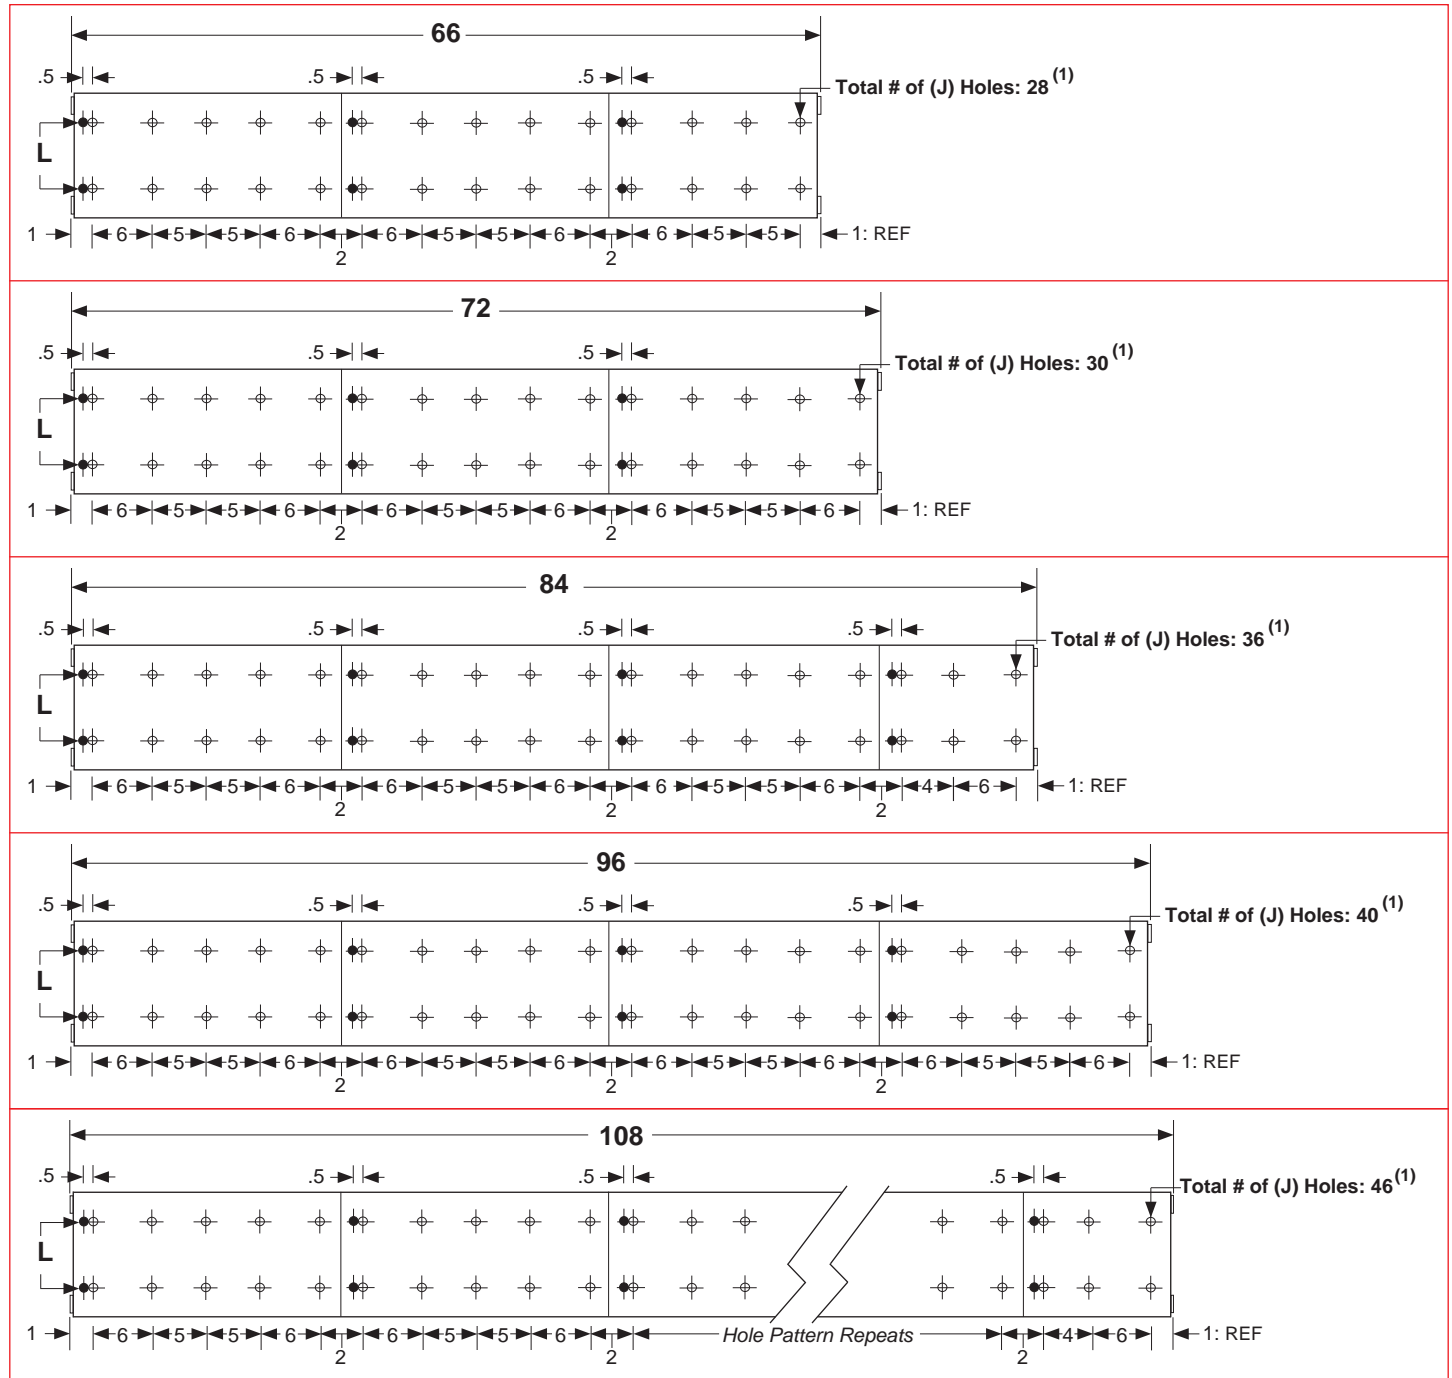 66
.5 .5 .5
Total # of (J) Holes: 28 (1)
L
1 6 5 5 6 6 5 5 6 6 5 5 1: REF
2 2
72
.5 .5 .5
Total # of (J) Holes: 30 (1)
L
1 6 5 5 6 6 5 5 6 6 5 5 6 1: REF
2 2
84
.5 .5 .5 .5
Total # of (J) Holes: 36 (1)
L
1 6 5 5 6 6 5 5 6 6 5 5 6 4 6 1: REF
2 2 2
96
.5 .5 .5 .5
Total # of (J) Holes: 40 (1)
L
1 6 5 5 6 6 5 5 6 6 5 5 6 6 5 5 6 1: REF
2 2 2
108
.5 .5 .5 .5
Total # of (J) Holes: 46 (1)
L
1 6 5 5 6 6 5 5 6 Hole Pattern Repeats 4 6 1: REF
2 2 2